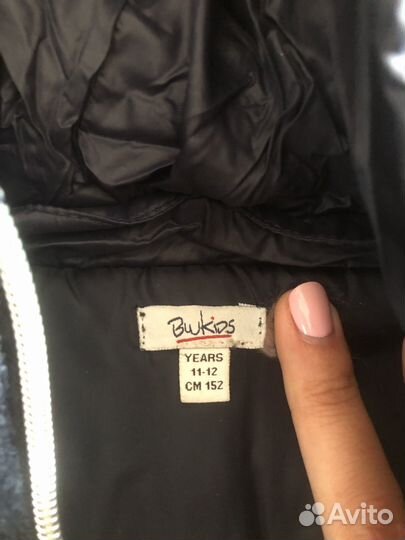 BLUKIDS
YEARS
11-12
CM 152
Avito